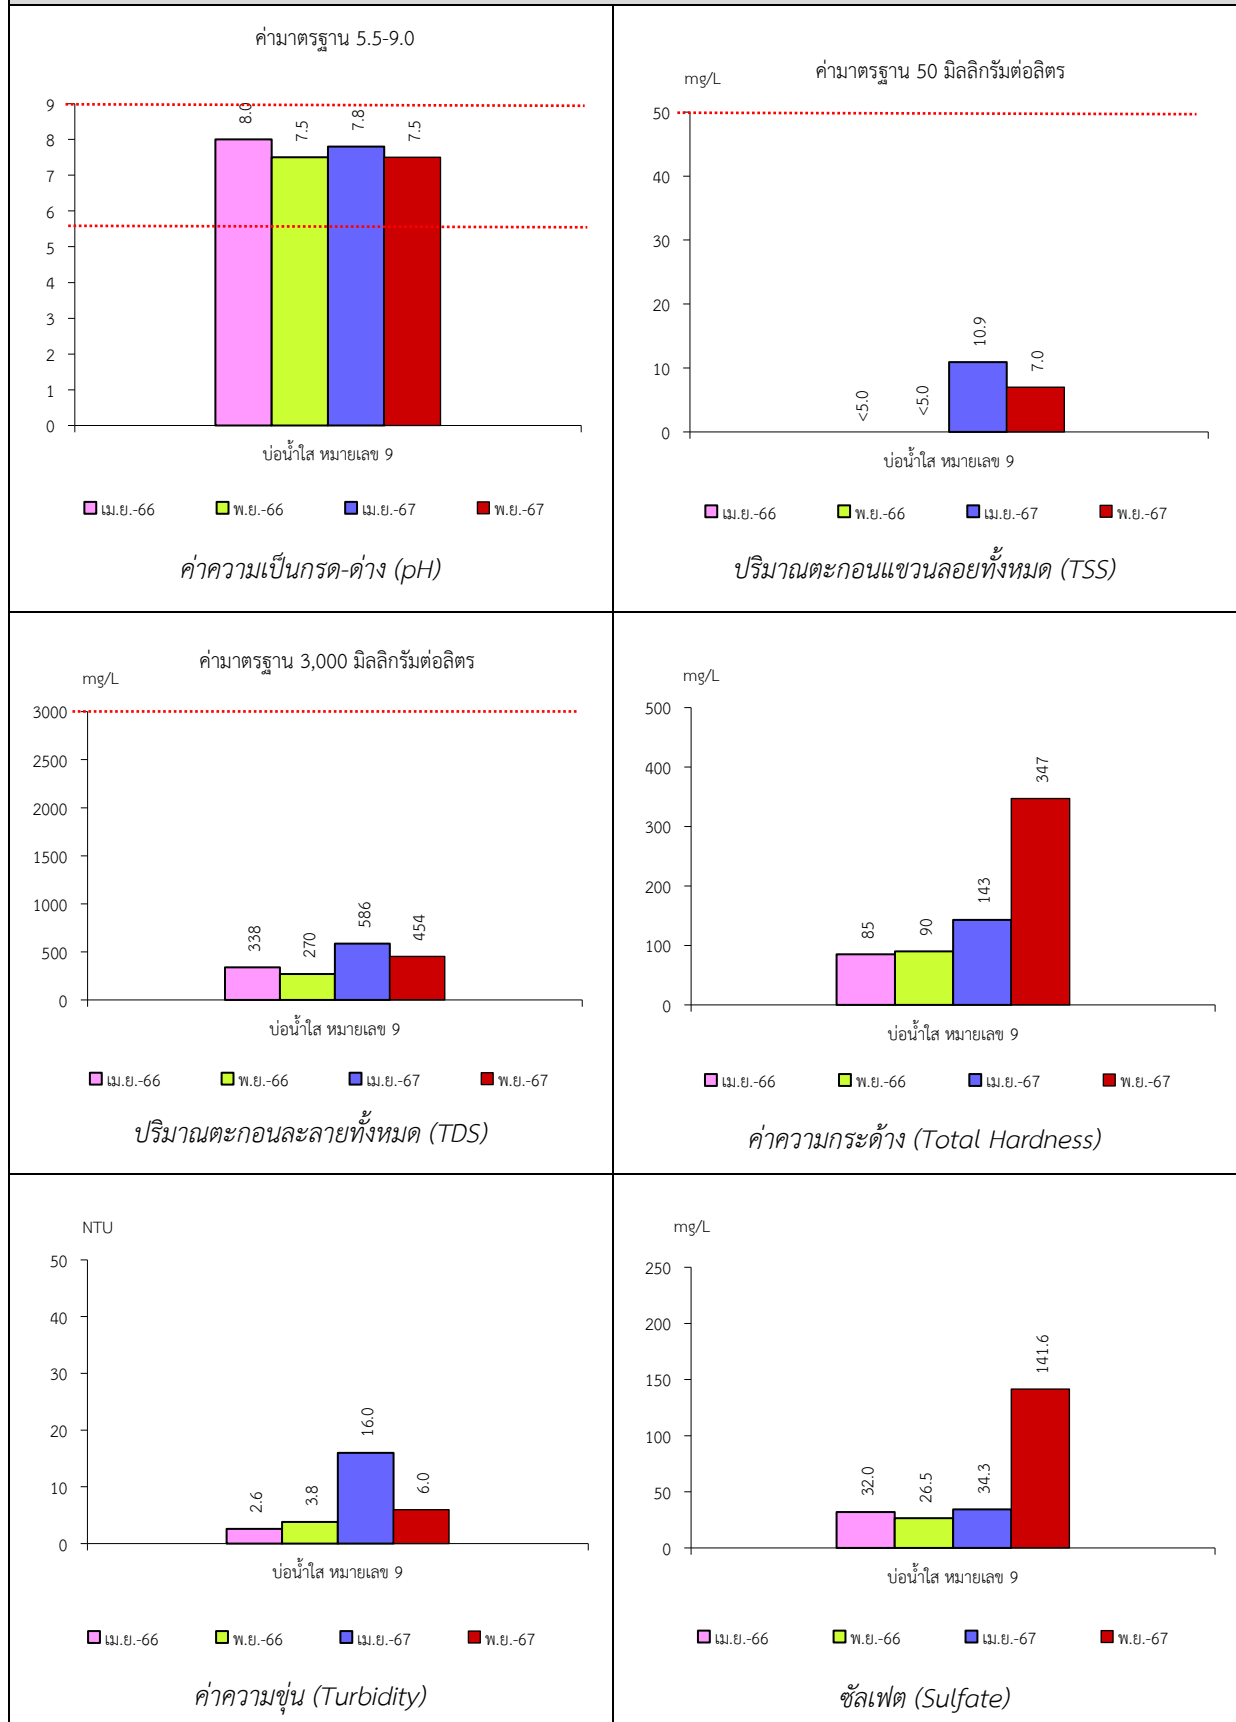 ค่ามาตรฐาน 5.5-9.0
9
8
7
6
5
4
3
2
1
0
8.0
7.5
7.8
7.5
บ่อน้ำใส หมายเลข 9
เม.ย.-66 พ.ย.-66 เม.ย.-67 พ.ย.-67
ค่าความเป็นกรด-ด่าง (pH)
mg/L
ค่ามาตรฐาน 50 มิลลิกรัมต่อลิตร
50
40
30
20
10
0
<5.0
<5.0
10.9
7.0
บ่อน้ำใส หมายเลข 9
เม.ย.-66 พ.ย.-66 เม.ย.-67 พ.ย.-67
ปริมาณตะกอนแขวนลอยทั้งหมด (TSS)
ค่ามาตรฐาน 3,000 มิลลิกรัมต่อลิตร
mg/L
3000
2500
2000
1500
1000
500
0
338
270
586
454
บ่อน้ำใส หมายเลข 9
เม.ย.-66 พ.ย.-66 เม.ย.-67 พ.ย.-67
ปริมาณตะกอนละลายทั้งหมด (TDS)
mg/L
500
400
300
200
100
0
85
90
143
347
บ่อน้ำใส หมายเลข 9
เม.ย.-66 พ.ย.-66 เม.ย.-67 พ.ย.-67
ค่าความกระด้าง (Total Hardness)
NTU
50
40
30
20
10
0
2.6
3.8
16.0
6.0
บ่อน้ำใส หมายเลข 9
เม.ย.-66 พ.ย.-66 เม.ย.-67 พ.ย.-67
ค่าความขุ่น (Turbidity)
mg/L
250
200
150
100
50
0
32.0
26.5
34.3
141.6
บ่อน้ำใส หมายเลข 9
เม.ย.-66 พ.ย.-66 เม.ย.-67 พ.ย.-67
ซัลเฟต (Sulfate)